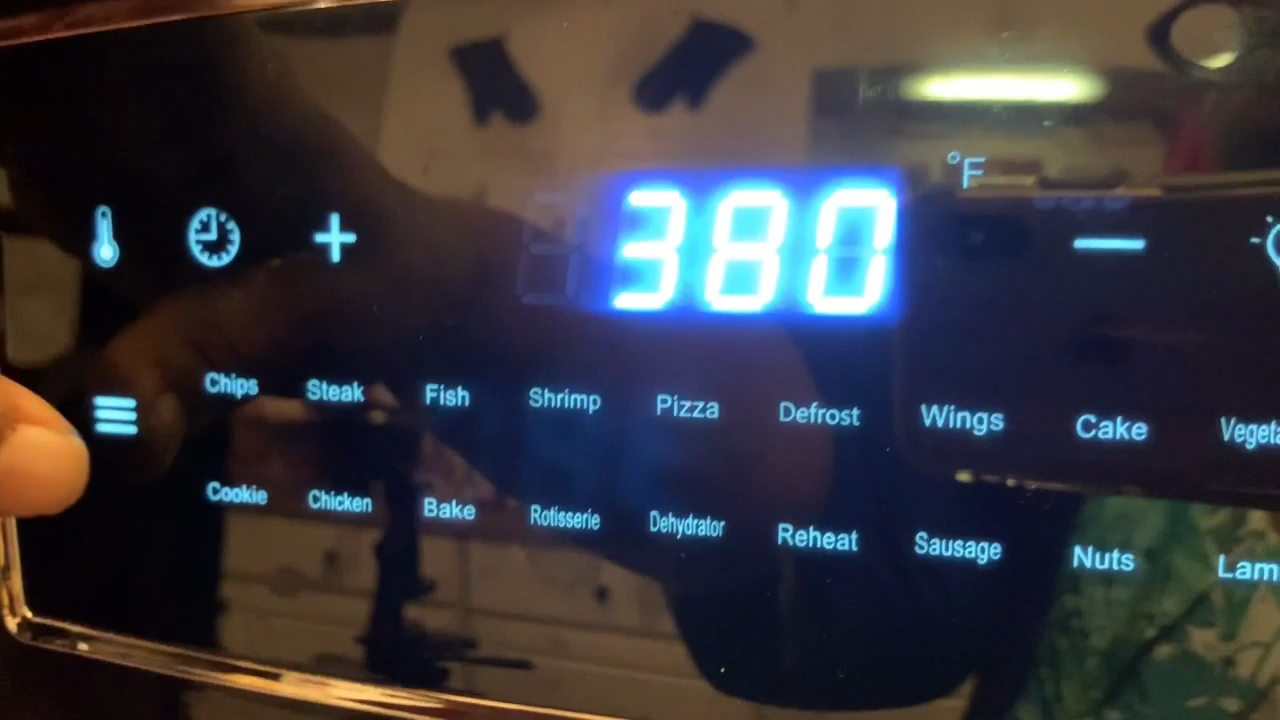 °F
380
Chips Steak Fish Shrimp Pizza Defrost Wings Cake
Cookie Chicken Bake Rotisserie Dehydrator Reheat Sausage Nuts